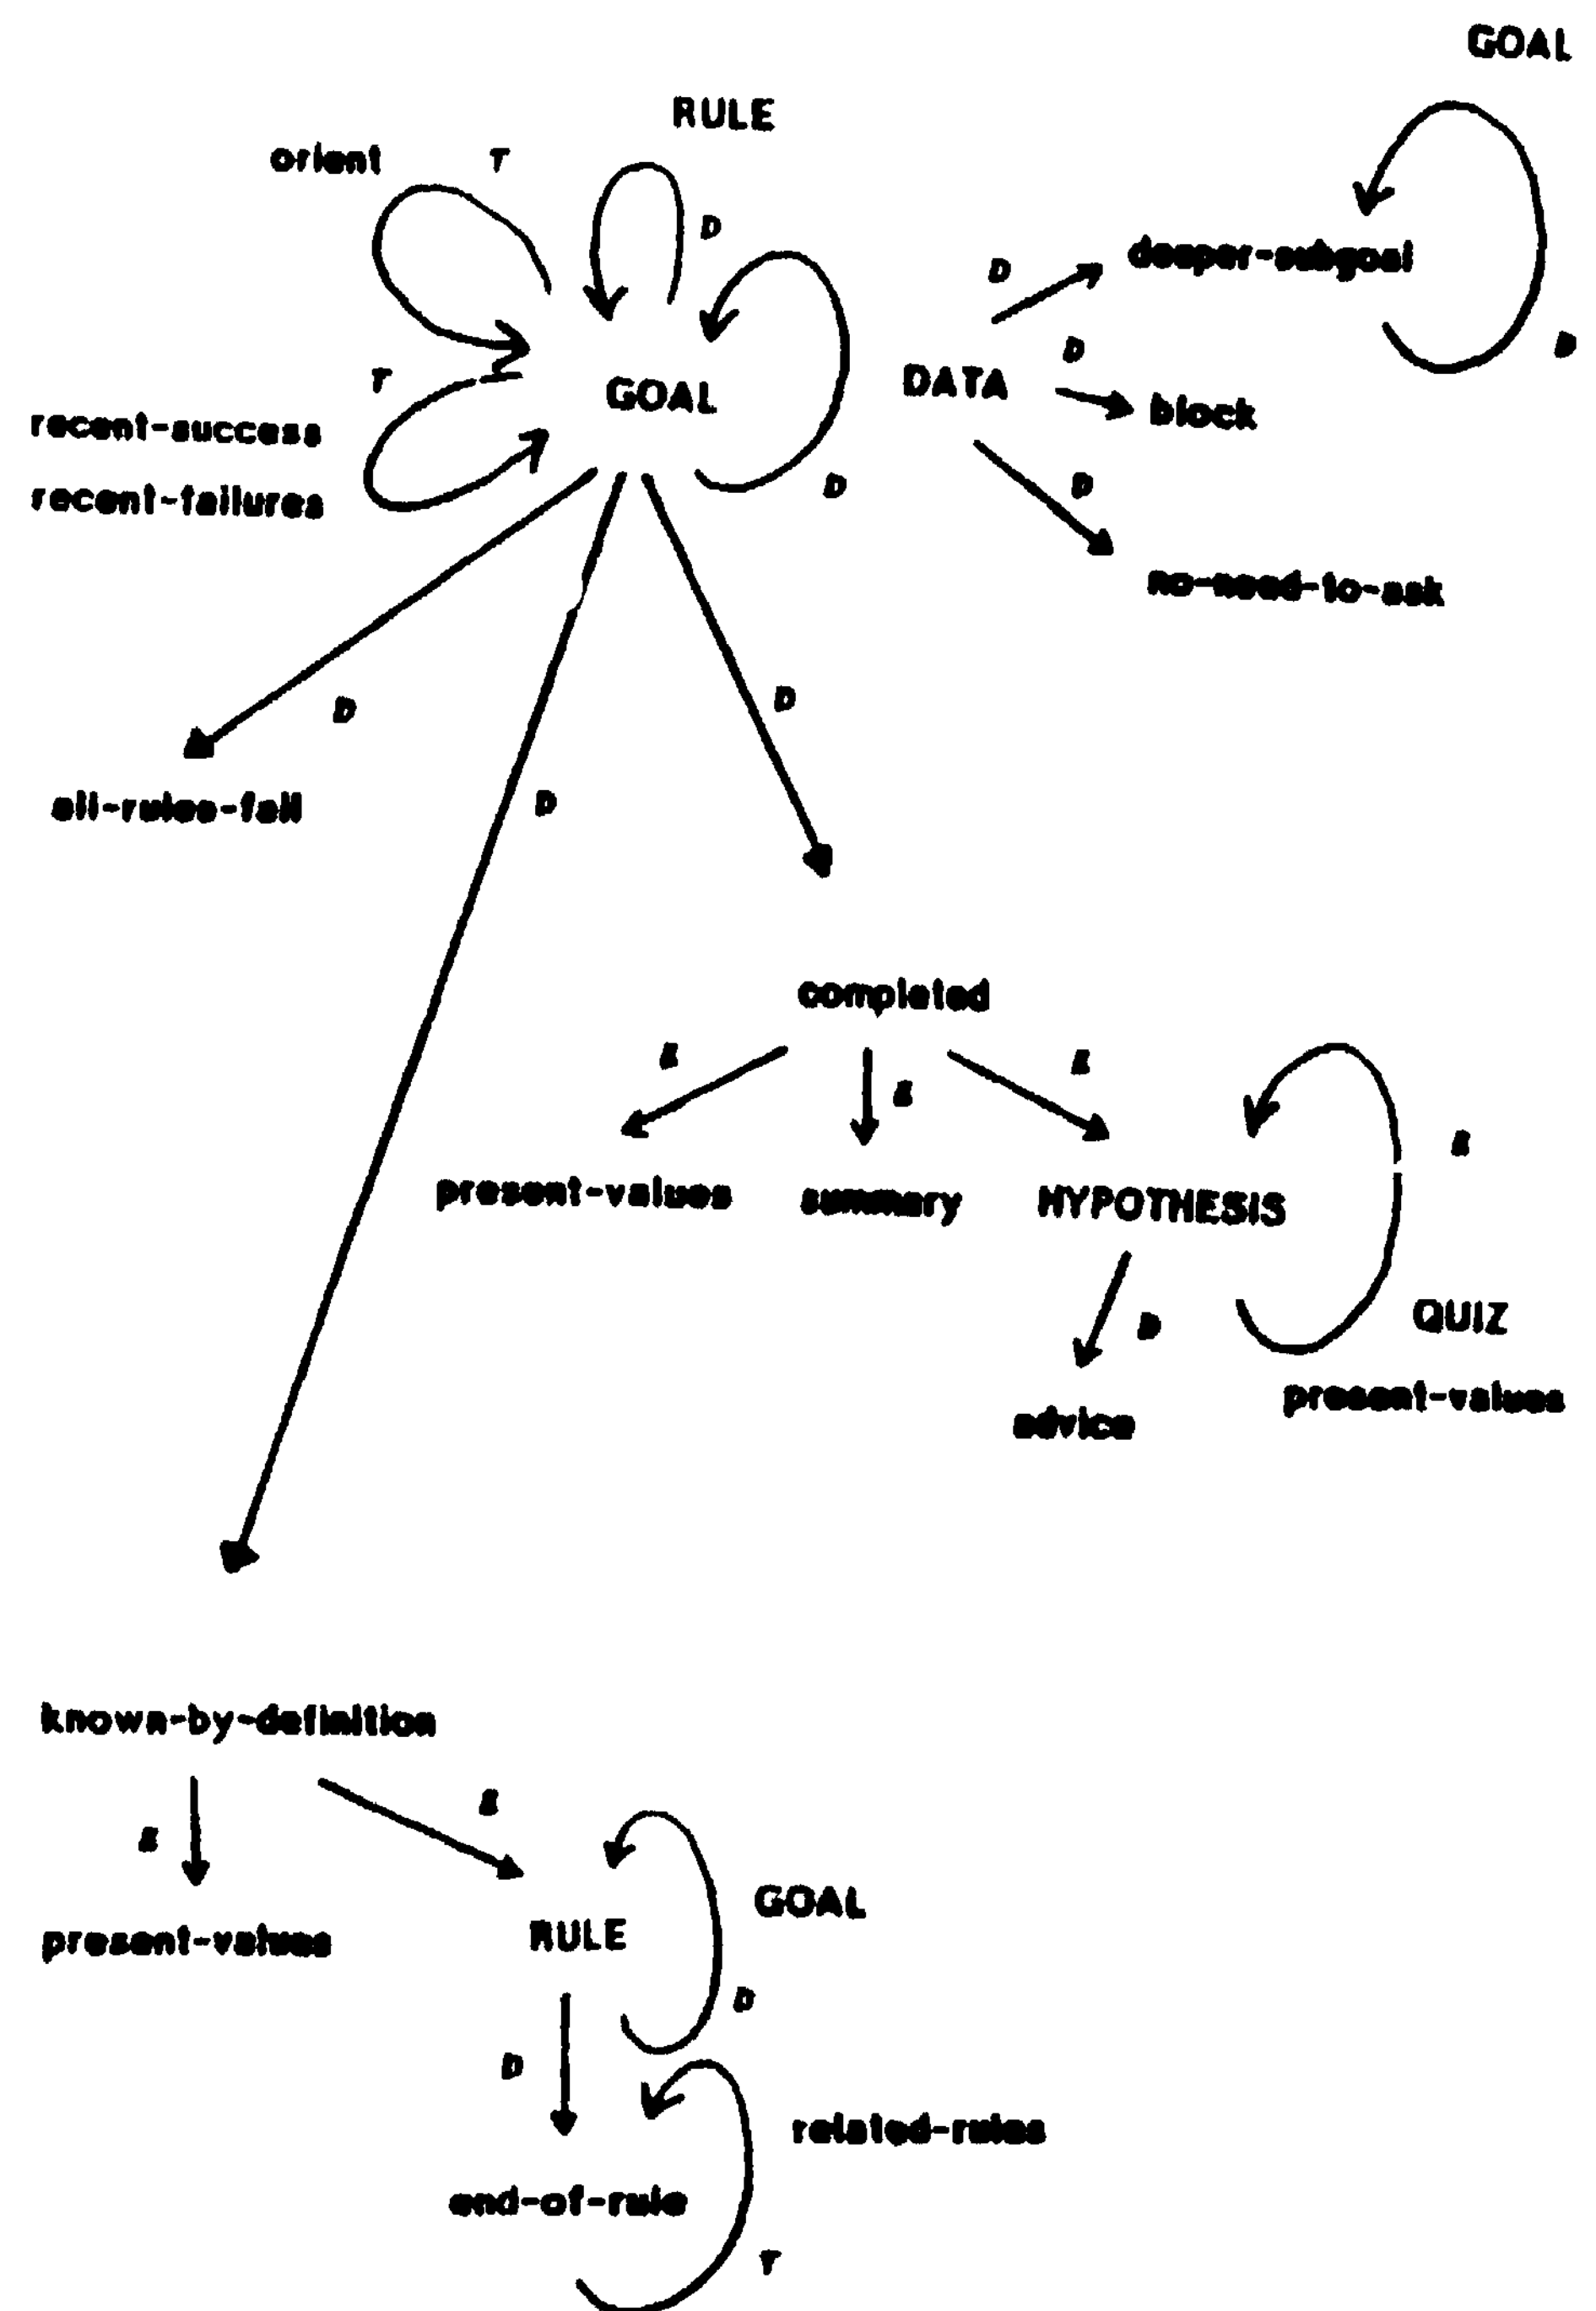 GOAL
RULE
orient
T
D
D
deeper-subgoal
D
D
T
GOAL
DATA
block
recent-success
D
D
recent-failures
no-need-to-ask
D
D
all-rules-fail
D
completed
E
E
E
E
present-values
summary
HYPOTHESIS
D
QUIZ
present-values
advice
known-by-definition
E
E
GOAL
present-values
RULE
D
D
related-rules
end-of-rule
T